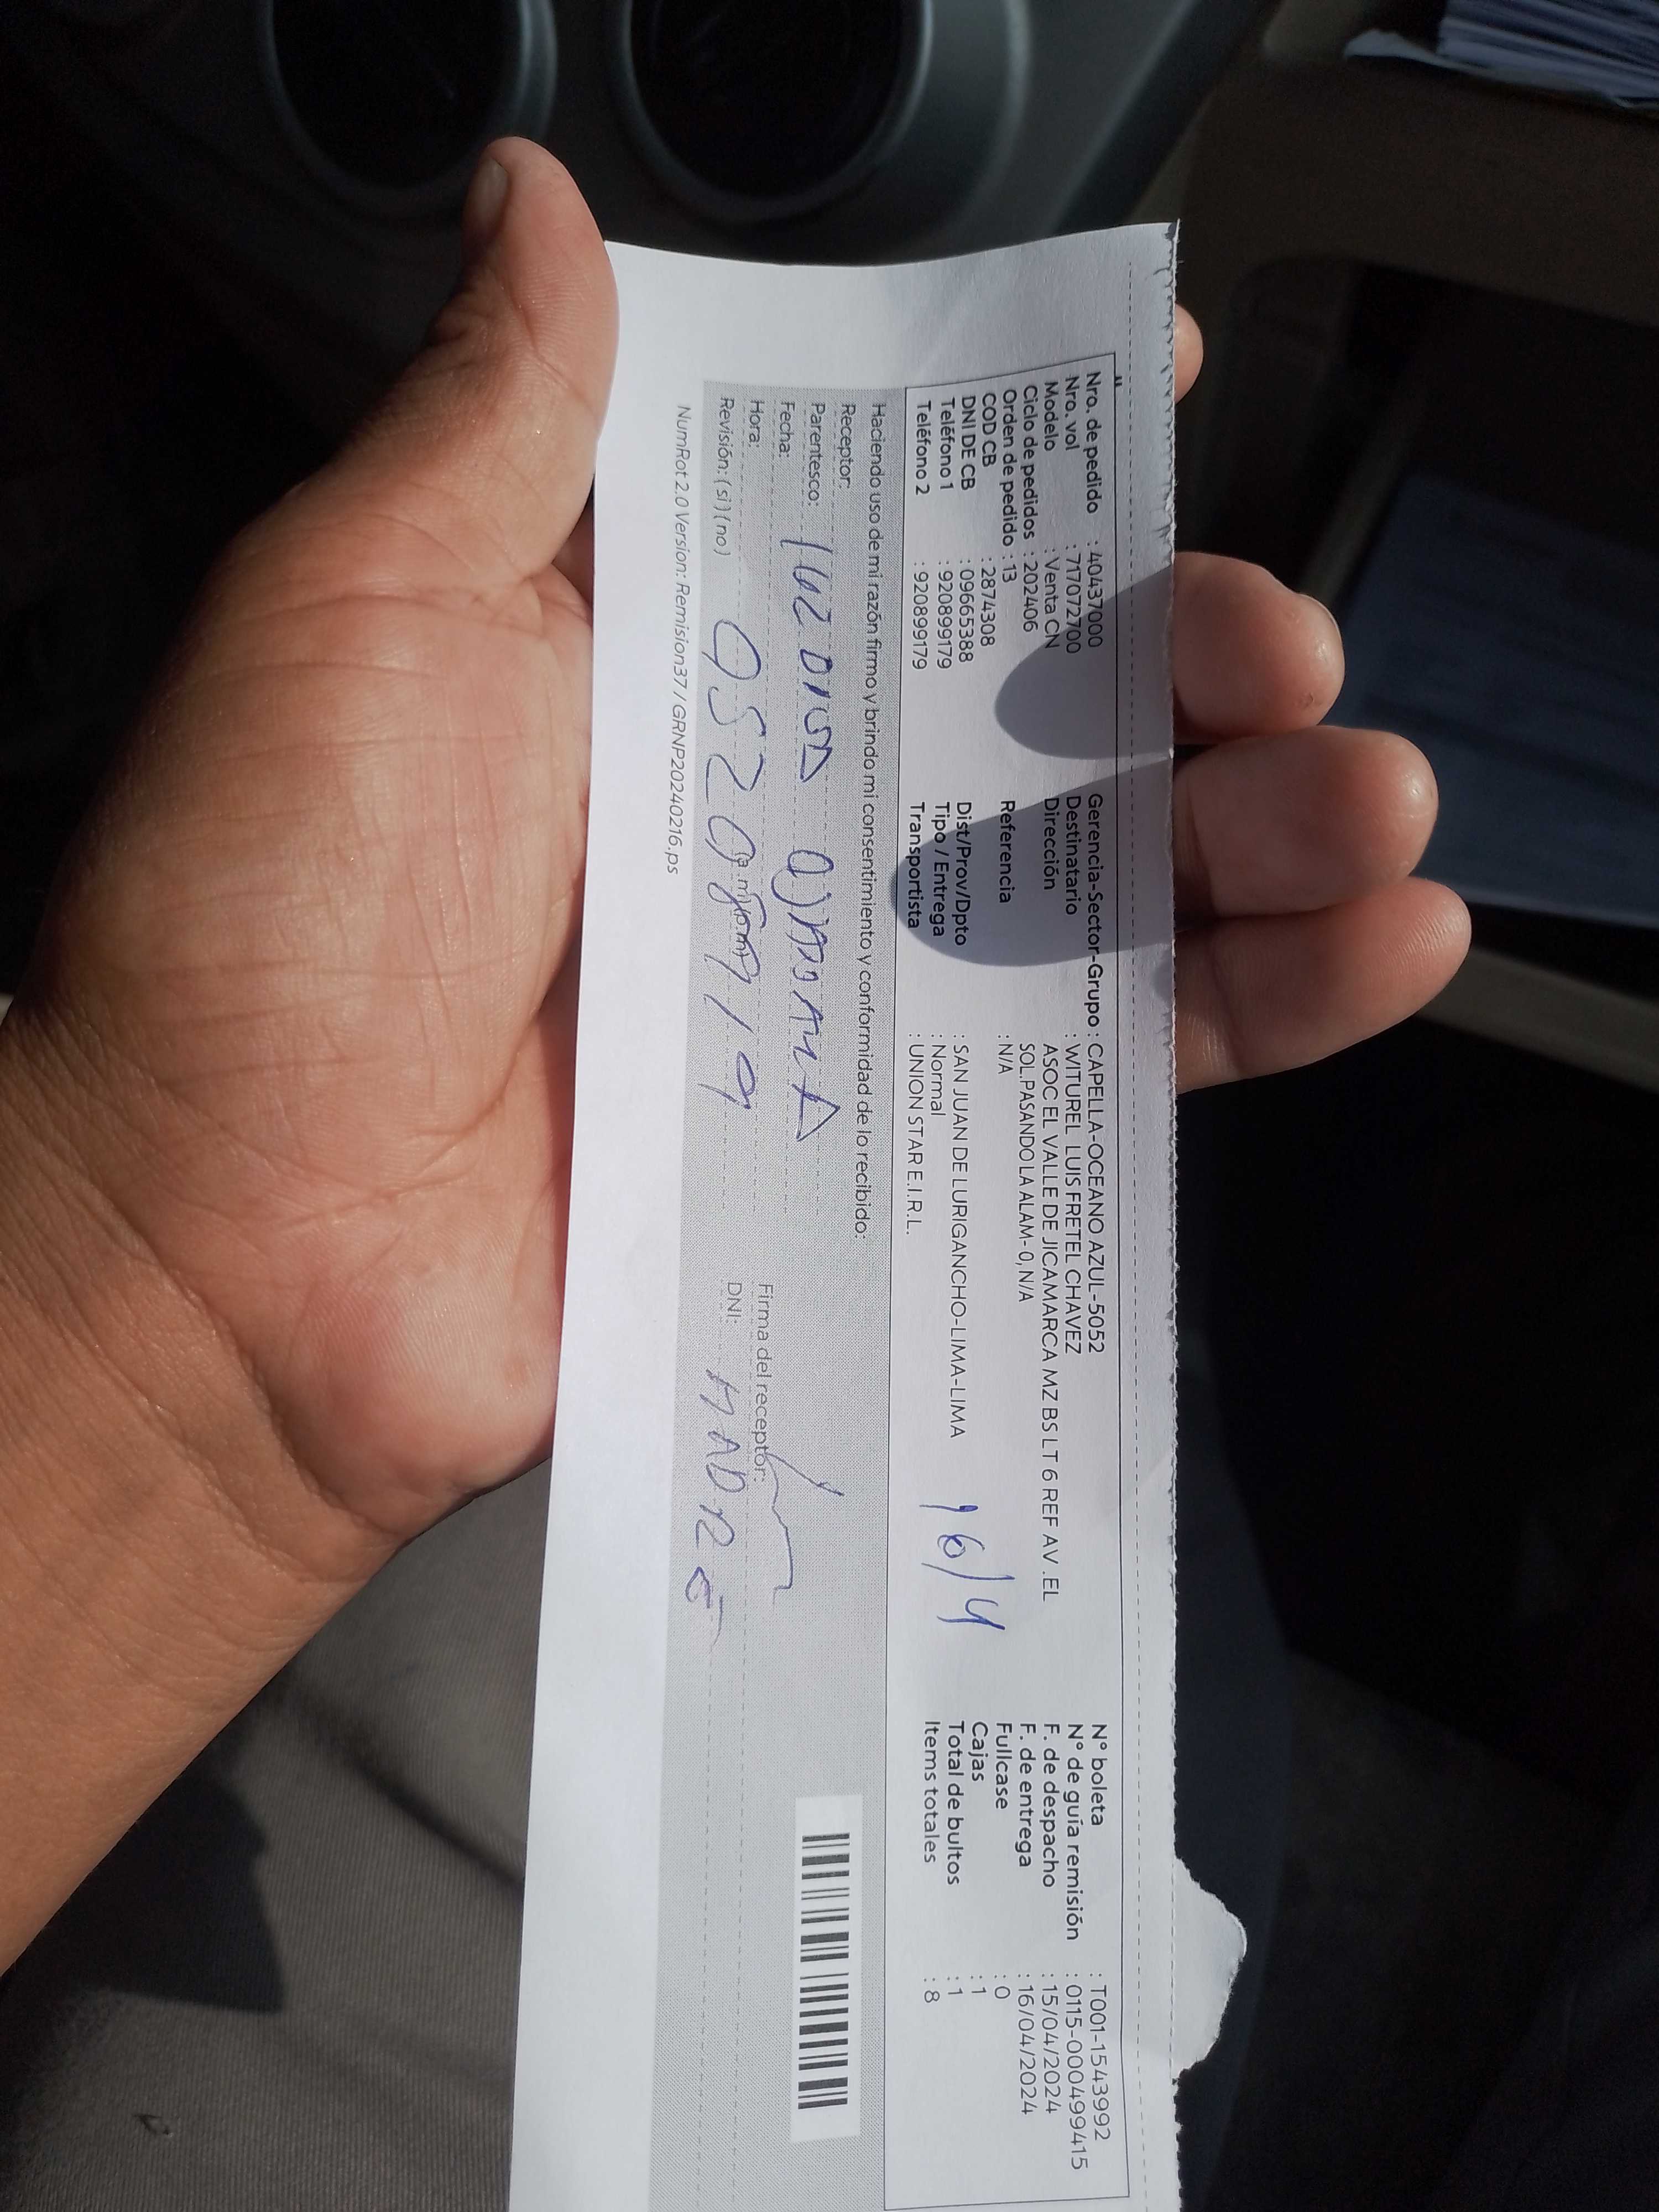 Nro. de pedido : 40437000
Nro. vol : 717072700
Modelo : Venta CN
Ciclo de pedidos : 202406
Orden de pedido : 13
COD CB : 2874308
DNI DE CB : 09665388
Teléfono 1 : 920899179
Teléfono 2 : 920899179
Gerencia-Sector-Grupo : CAPELLA-OCEANO AZUL-5052
Destinatario : WITUREL LUIS FRETEL CHAVEZ
Dirección ASOC EL VALLE DE JICAMARCA MZ BS LT 6 REF AV .EL
SOL.PASANDO LA ALAM- 0, N/A
Referencia : N/A
Dist/Prov/Dpto : SAN JUAN DE LURIGANCHO-LIMA-LIMA
Tipo / Entrega : Normal
Transportista : UNION STAR E.I.R.L.
16/4
N° boleta : T001-1543992
N° de guía remisión : 0115-000499415
F. de despacho : 15/04/2024
F. de entrega : 16/04/2024
Fullcase : 0
Cajas : 1
Total de bultos : 1
Items totales : 8
Haciendo uso de mi razón firmo y brindo mi consentimiento y conformidad de lo recibido:
Receptor:
Parentesco:
Fecha:
Hora: a.m./p.m.
Revisión: (si) (no)
Firma del receptor:
DNI: MADRE
NumRot 2.0 Version: Remision37 / GRNP20240216.ps